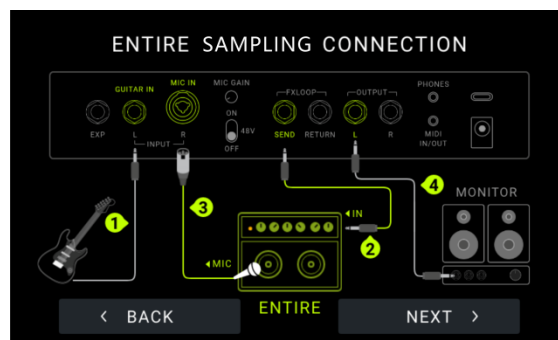 ENTIRE SAMPLING CONNECTION
GUITAR IN
MIC IN
MIC GAIN
FXLOOP
OUTPUT
PHONES
ON
48V
OFF
EXP
L
INPUT
R
SEND
RETURN
L
R
MIDI
IN/OUT
1
3
4
MONITOR
IN
2
MIC
ENTIRE
< BACK
NEXT >